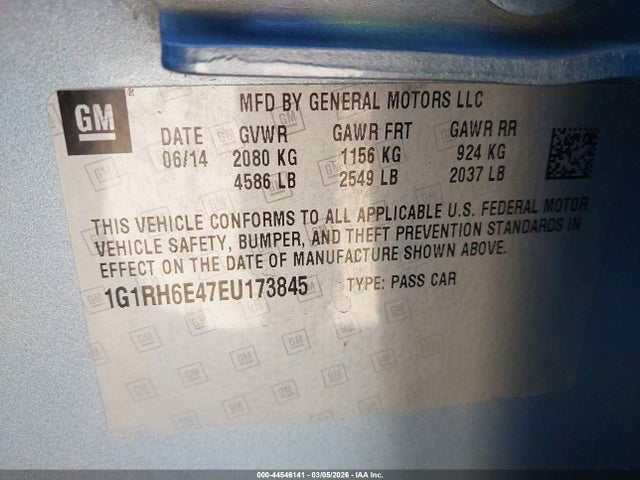 GM
MFD BY GENERAL MOTORS LLC
DATE GVWR GAWR FRT GAWR RR
06/14 2080 KG 1156 KG 924 KG
4586 LB 2549 LB 2037 LB
THIS VEHICLE CONFORMS TO ALL APPLICABLE U.S. FEDERAL MOTOR
VEHICLE SAFETY, BUMPER, AND THEFT PREVENTION STANDARDS IN
EFFECT ON THE DATE OF MANUFACTURE SHOWN ABOVE.
1G1RH6E47EU173845 TYPE: PASS CAR
000-44546141 - 03/05/2026 - IAA Inc.